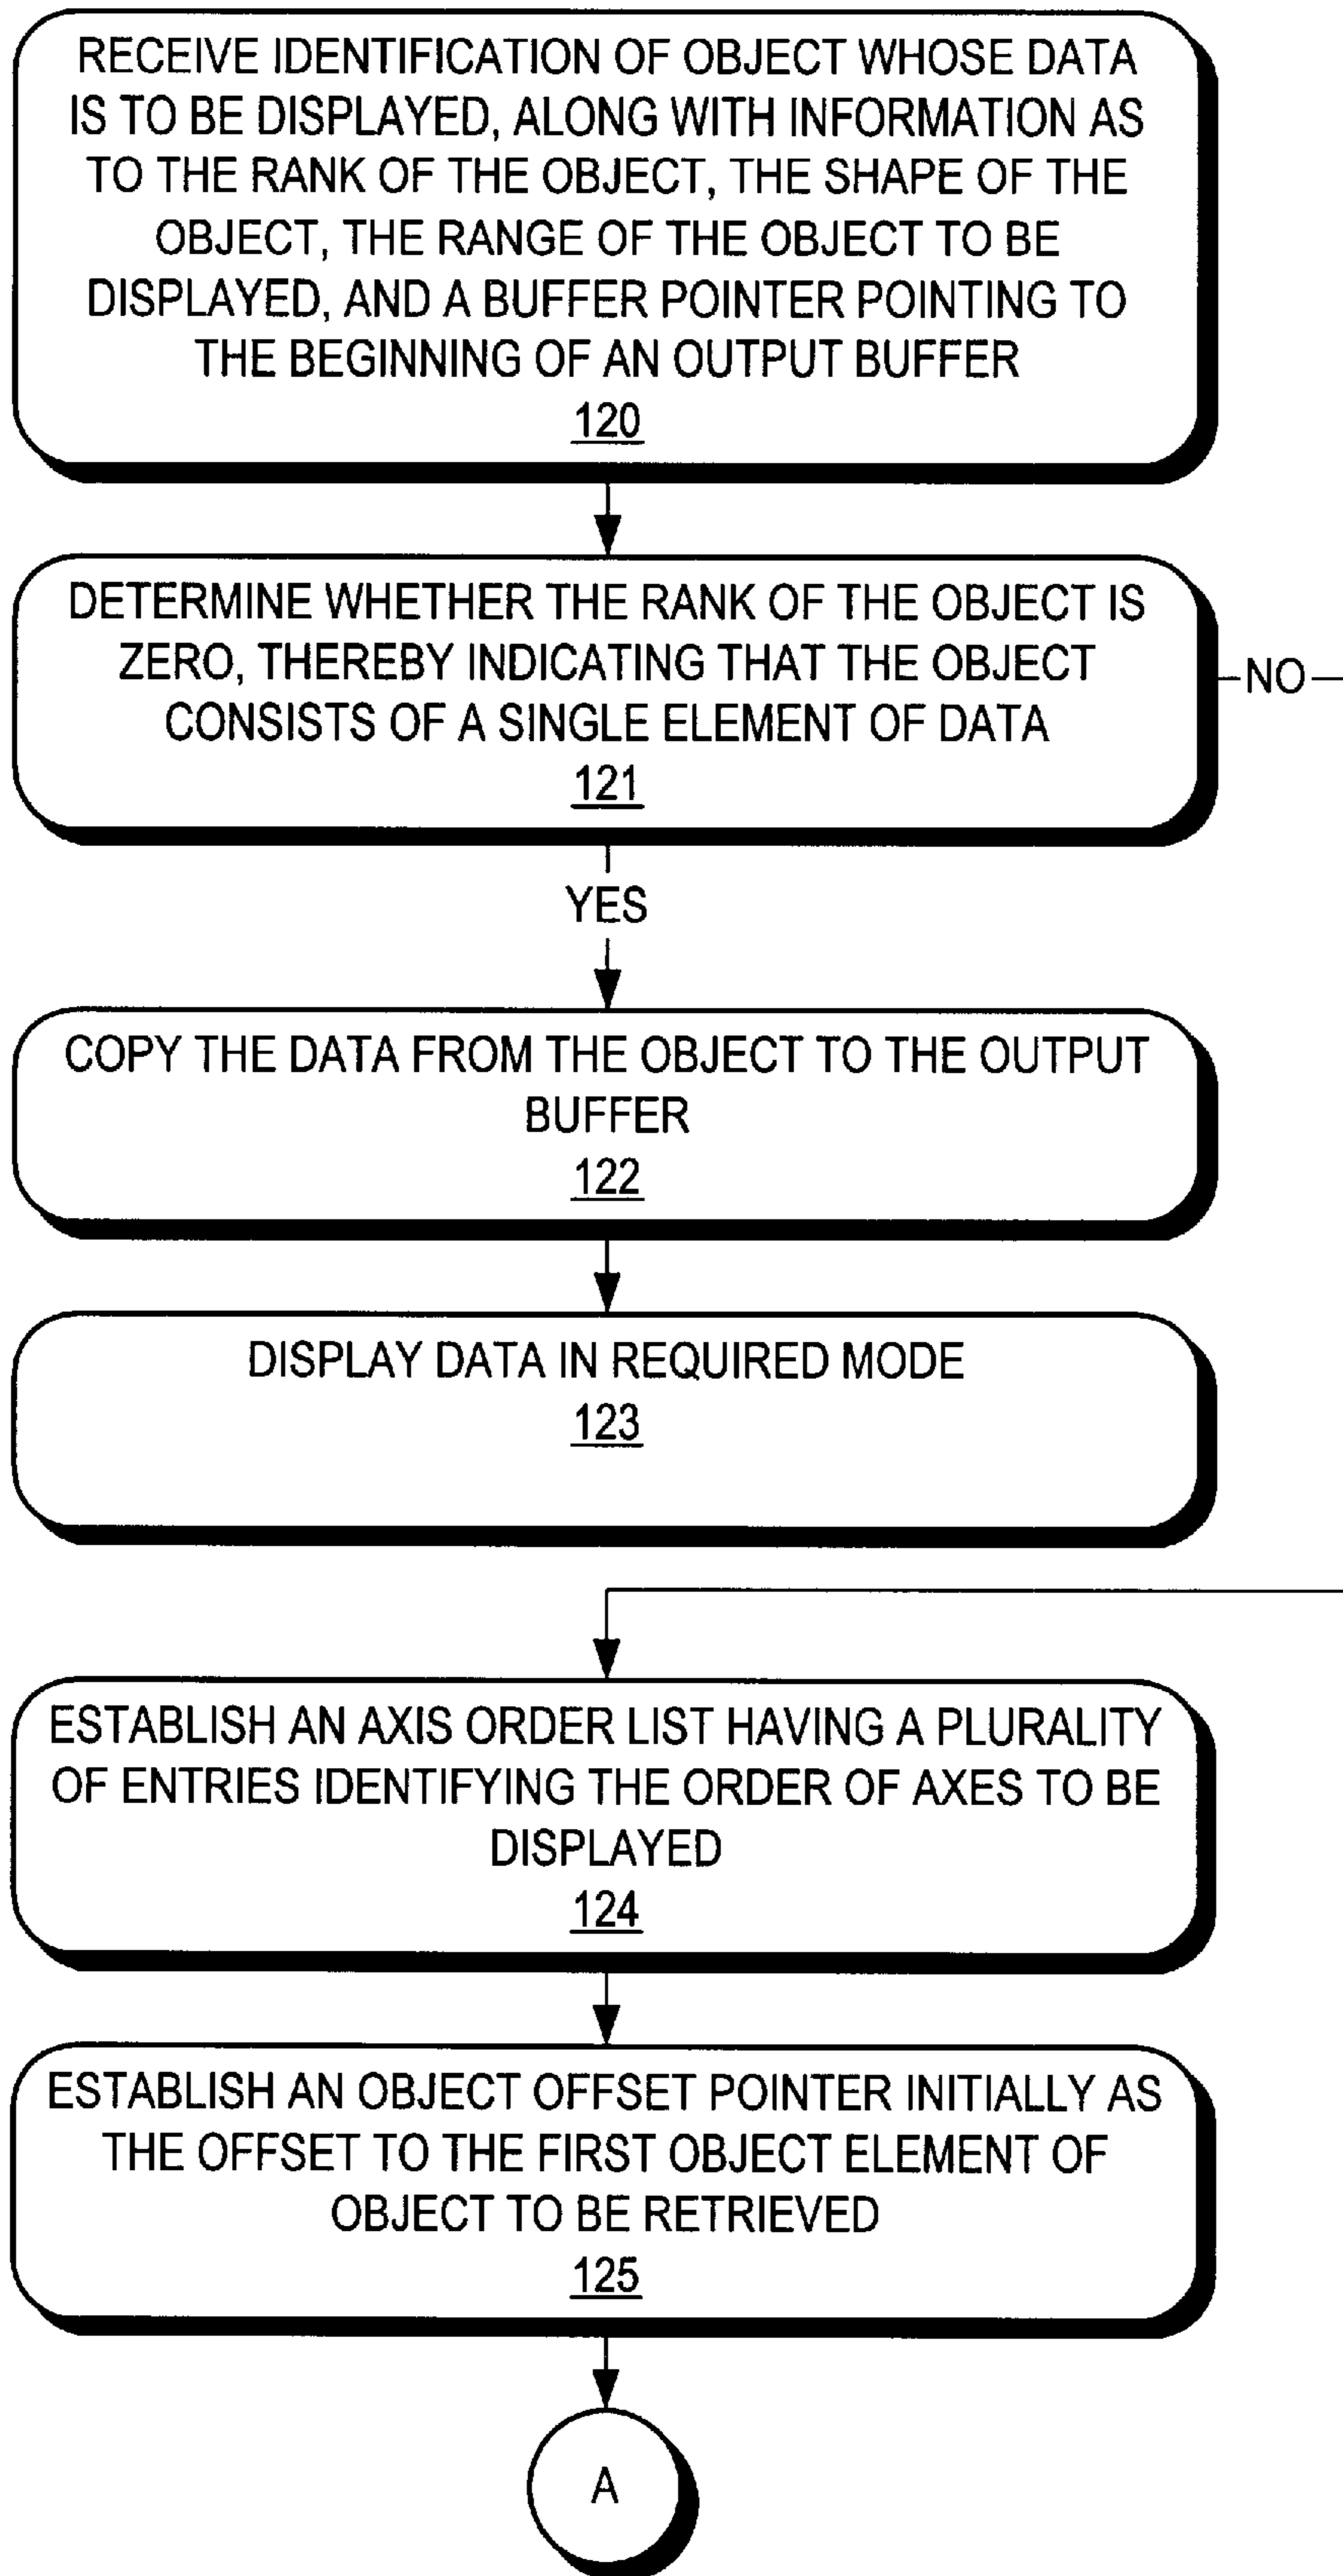 RECEIVE IDENTIFICATION OF OBJECT WHOSE DATA
IS TO BE DISPLAYED, ALONG WITH INFORMATION AS
TO THE RANK OF THE OBJECT, THE SHAPE OF THE
OBJECT, THE RANGE OF THE OBJECT TO BE
DISPLAYED, AND A BUFFER POINTER POINTING TO
THE BEGINNING OF AN OUTPUT BUFFER
120
DETERMINE WHETHER THE RANK OF THE OBJECT IS
ZERO, THEREBY INDICATING THAT THE OBJECT
CONSISTS OF A SINGLE ELEMENT OF DATA
121
NO
YES
COPY THE DATA FROM THE OBJECT TO THE OUTPUT
BUFFER
122
DISPLAY DATA IN REQUIRED MODE
123
ESTABLISH AN AXIS ORDER LIST HAVING A PLURALITY
OF ENTRIES IDENTIFYING THE ORDER OF AXES TO BE
DISPLAYED
124
ESTABLISH AN OBJECT OFFSET POINTER INITIALLY AS
THE OFFSET TO THE FIRST OBJECT ELEMENT OF
OBJECT TO BE RETRIEVED
125
A